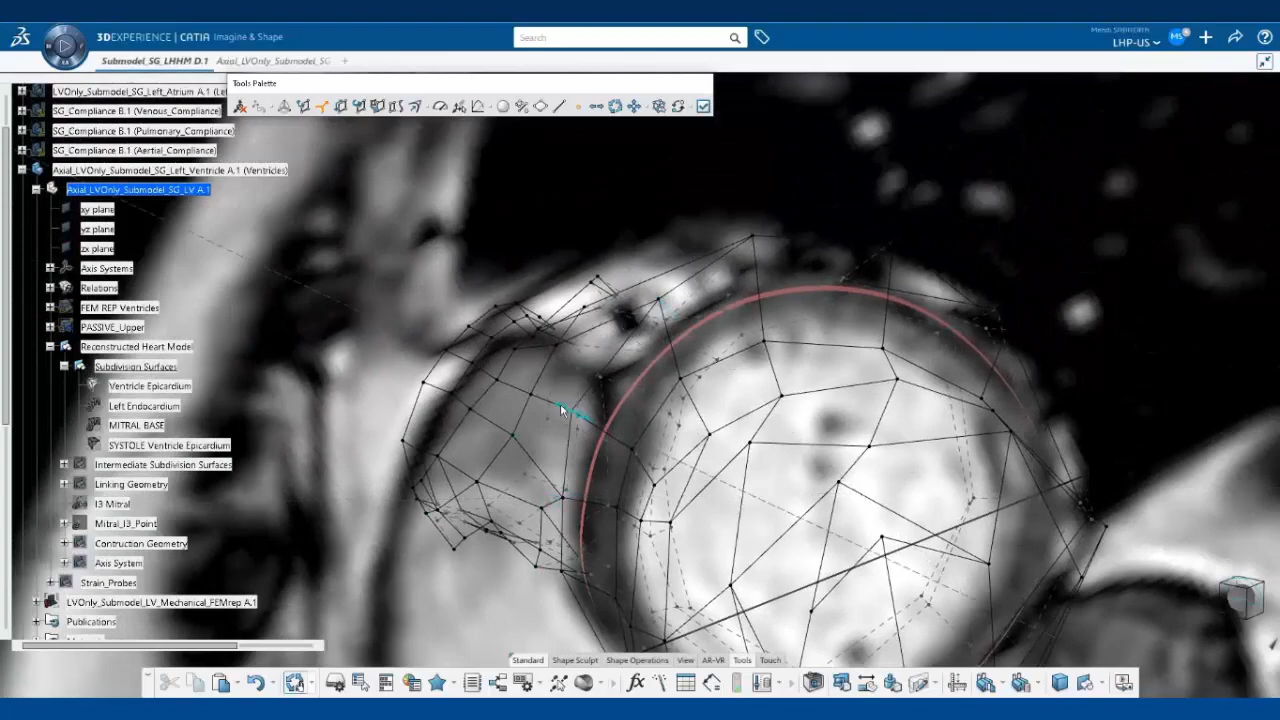 3DEXPERIENCE | CATIA Imagine & Shape
Search
LHP-US
MS
Submodel_SG_LHHM D.1
Axial_LVOnly_Submodel_SG
Tools Palette
LVOnly_Submodel_SG_Left_Atrium A.1 (Le
SG_Compliance B.1 (Venous_Compliance)
SG_Compliance B.1 (Pulmonary_Compliance)
SG_Compliance B.1 (Aertial_Compliance)
Axial_LVOnly_Submodel_SG_Left_Ventricle A.1 (Ventricles)
Axial_LVOnly_Submodel_SG_LV A.1
xy plane
yz plane
zx plane
Axis Systems
Relations
FEM REP Ventricles
PASSIVE_Upper
Reconstructed Heart Model
Subdivision Surfaces
Ventricle Epicardium
Left Endocardium
MITRAL BASE
SYSTOLE Ventricle Epicardium
Intermediate Subdivision Surfaces
Linking Geometry
I3 Mitral
Mitral_I3_Point
Contruction Geometry
Axis System
Strain_Probes
LVOnly_Submodel_LV_Mechanical_FEMrep A.1
Publications
Standard Shape Sculpt Shape Operations View AR-VR Tools Touch